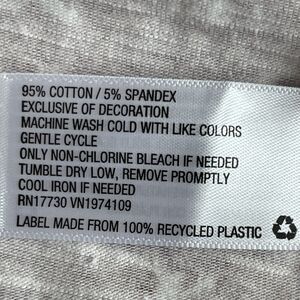 95% COTTON / 5% SPANDEX
EXCLUSIVE OF DECORATION
MACHINE WASH COLD WITH LIKE COLORS
GENTLE CYCLE
ONLY NON-CHLORINE BLEACH IF NEEDED
TUMBLE DRY LOW, REMOVE PROMPTLY
COOL IRON IF NEEDED
RN17730 VN1974109
LABEL MADE FROM 100% RECYCLED PLASTIC